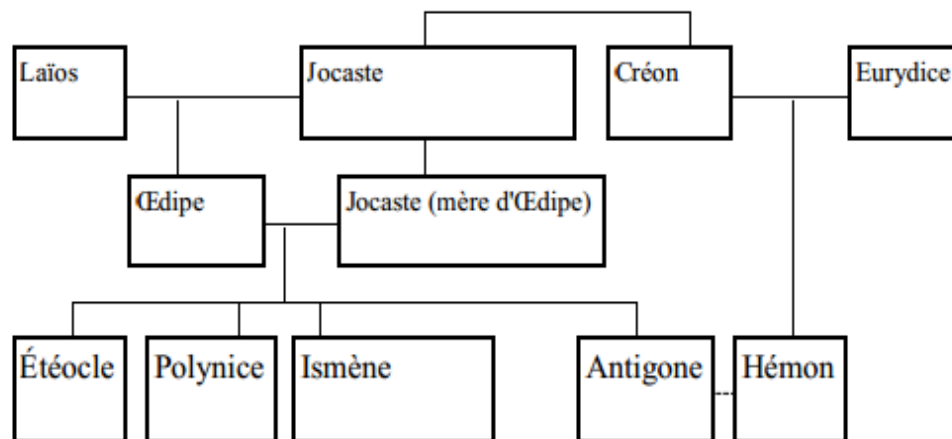 Laïos
Jocaste
Créon
Eurydice
Œdipe
Jocaste (mère d'Œdipe)
Étéocle
Polynice
Ismène
Antigone
Hémon